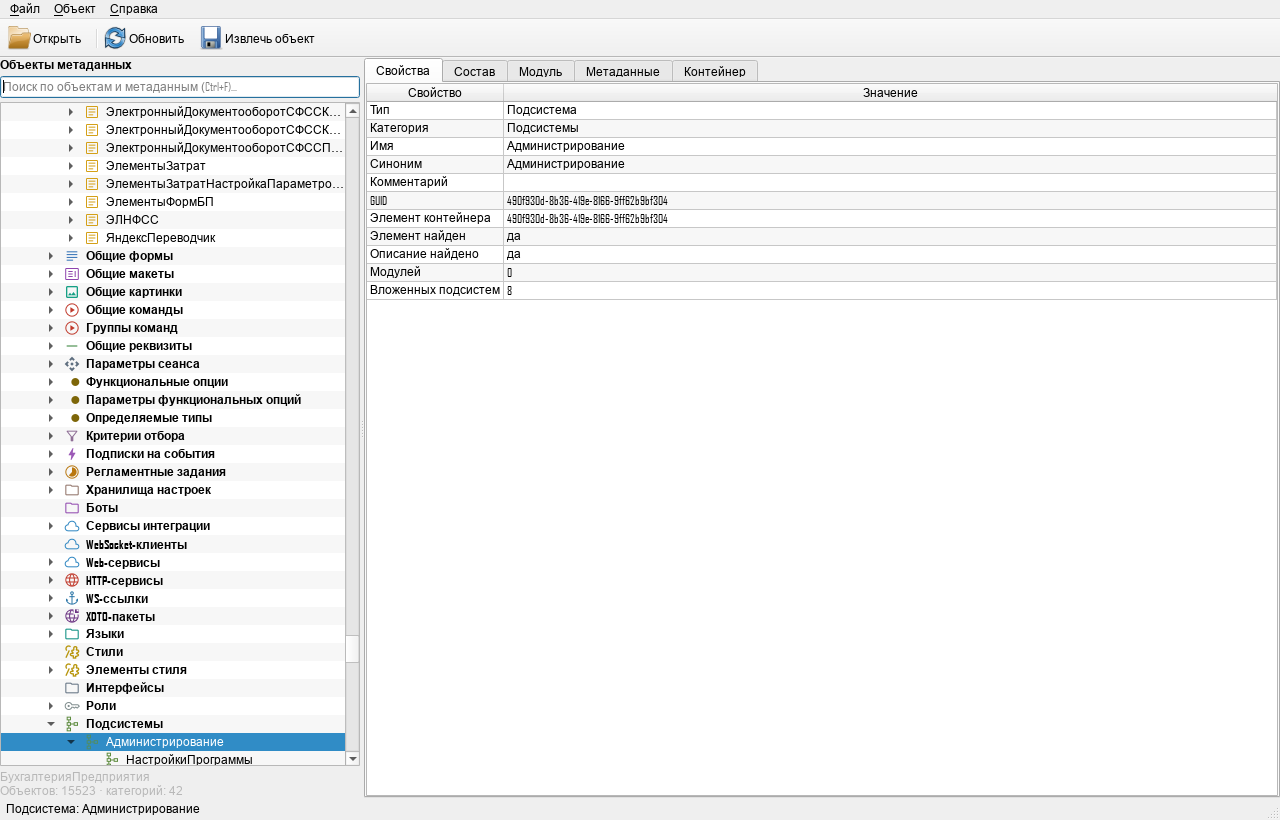 Файл Объект Справка
Открыть Обновить Извлечь объект
Объекты метаданных
Поиск по объектам и метаданным (Ctrl+F)...
ЭлектронныйДокументооборотСФССК...
ЭлектронныйДокументооборотСФССК...
ЭлектронныйДокументооборотСФССП...
ЭлементыЗатрат
ЭлементыЗатратНастройкаПараметро...
ЭлементыФормБП
ЭЛНФСС
ЯндексПереводчик
Общие формы
Общие макеты
Общие картинки
Общие команды
Группы команд
Общие реквизиты
Параметры сеанса
Функциональные опции
Параметры функциональных опций
Определяемые типы
Критерии отбора
Подписки на события
Регламентные задания
Хранилища настроек
Боты
Сервисы интеграции
WebSocket-клиенты
Web-сервисы
HTTP-сервисы
WS-ссылки
XDTO-пакеты
Языки
Стили
Элементы стиля
Интерфейсы
Роли
Подсистемы
Администрирование
НастройкиПрограммы
БухгалтерияПредприятия
Объектов: 15523 · категорий: 42
Свойства Состав Модуль Метаданные Контейнер
Свойство Значение
Тип Подсистема
Категория Подсистемы
Имя Администрирование
Синоним Администрирование
Комментарий
GUID 490f930d-8b36-419e-8166-9ff62b9bf304
Элемент контейнера 490f930d-8b36-419e-8166-9ff62b9bf304
Элемент найден да
Описание найдено да
Модулей 0
Вложенных подсистем
Подсистема: Администрирование